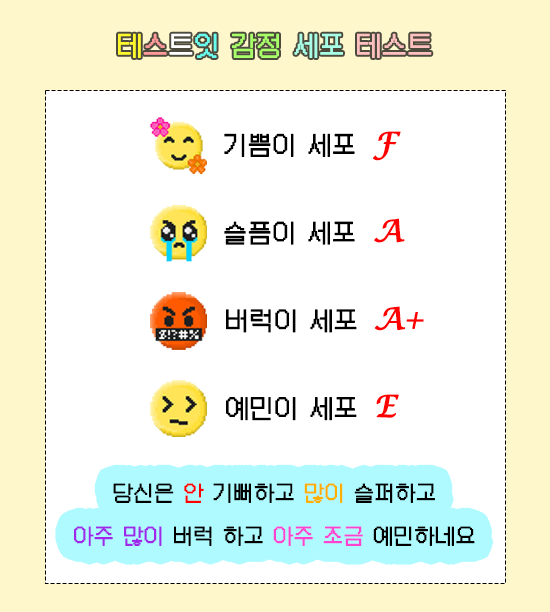 테스트잇 감정 세포 테스트
기쁨이 세포 F
슬픔이 세포 A
$!?#%
버럭이 세포 A+
예민이 세포 E
당신은 안 기뻐하고 많이 슬퍼하고
아주 많이 버럭 하고 아주 조금 예민하네요